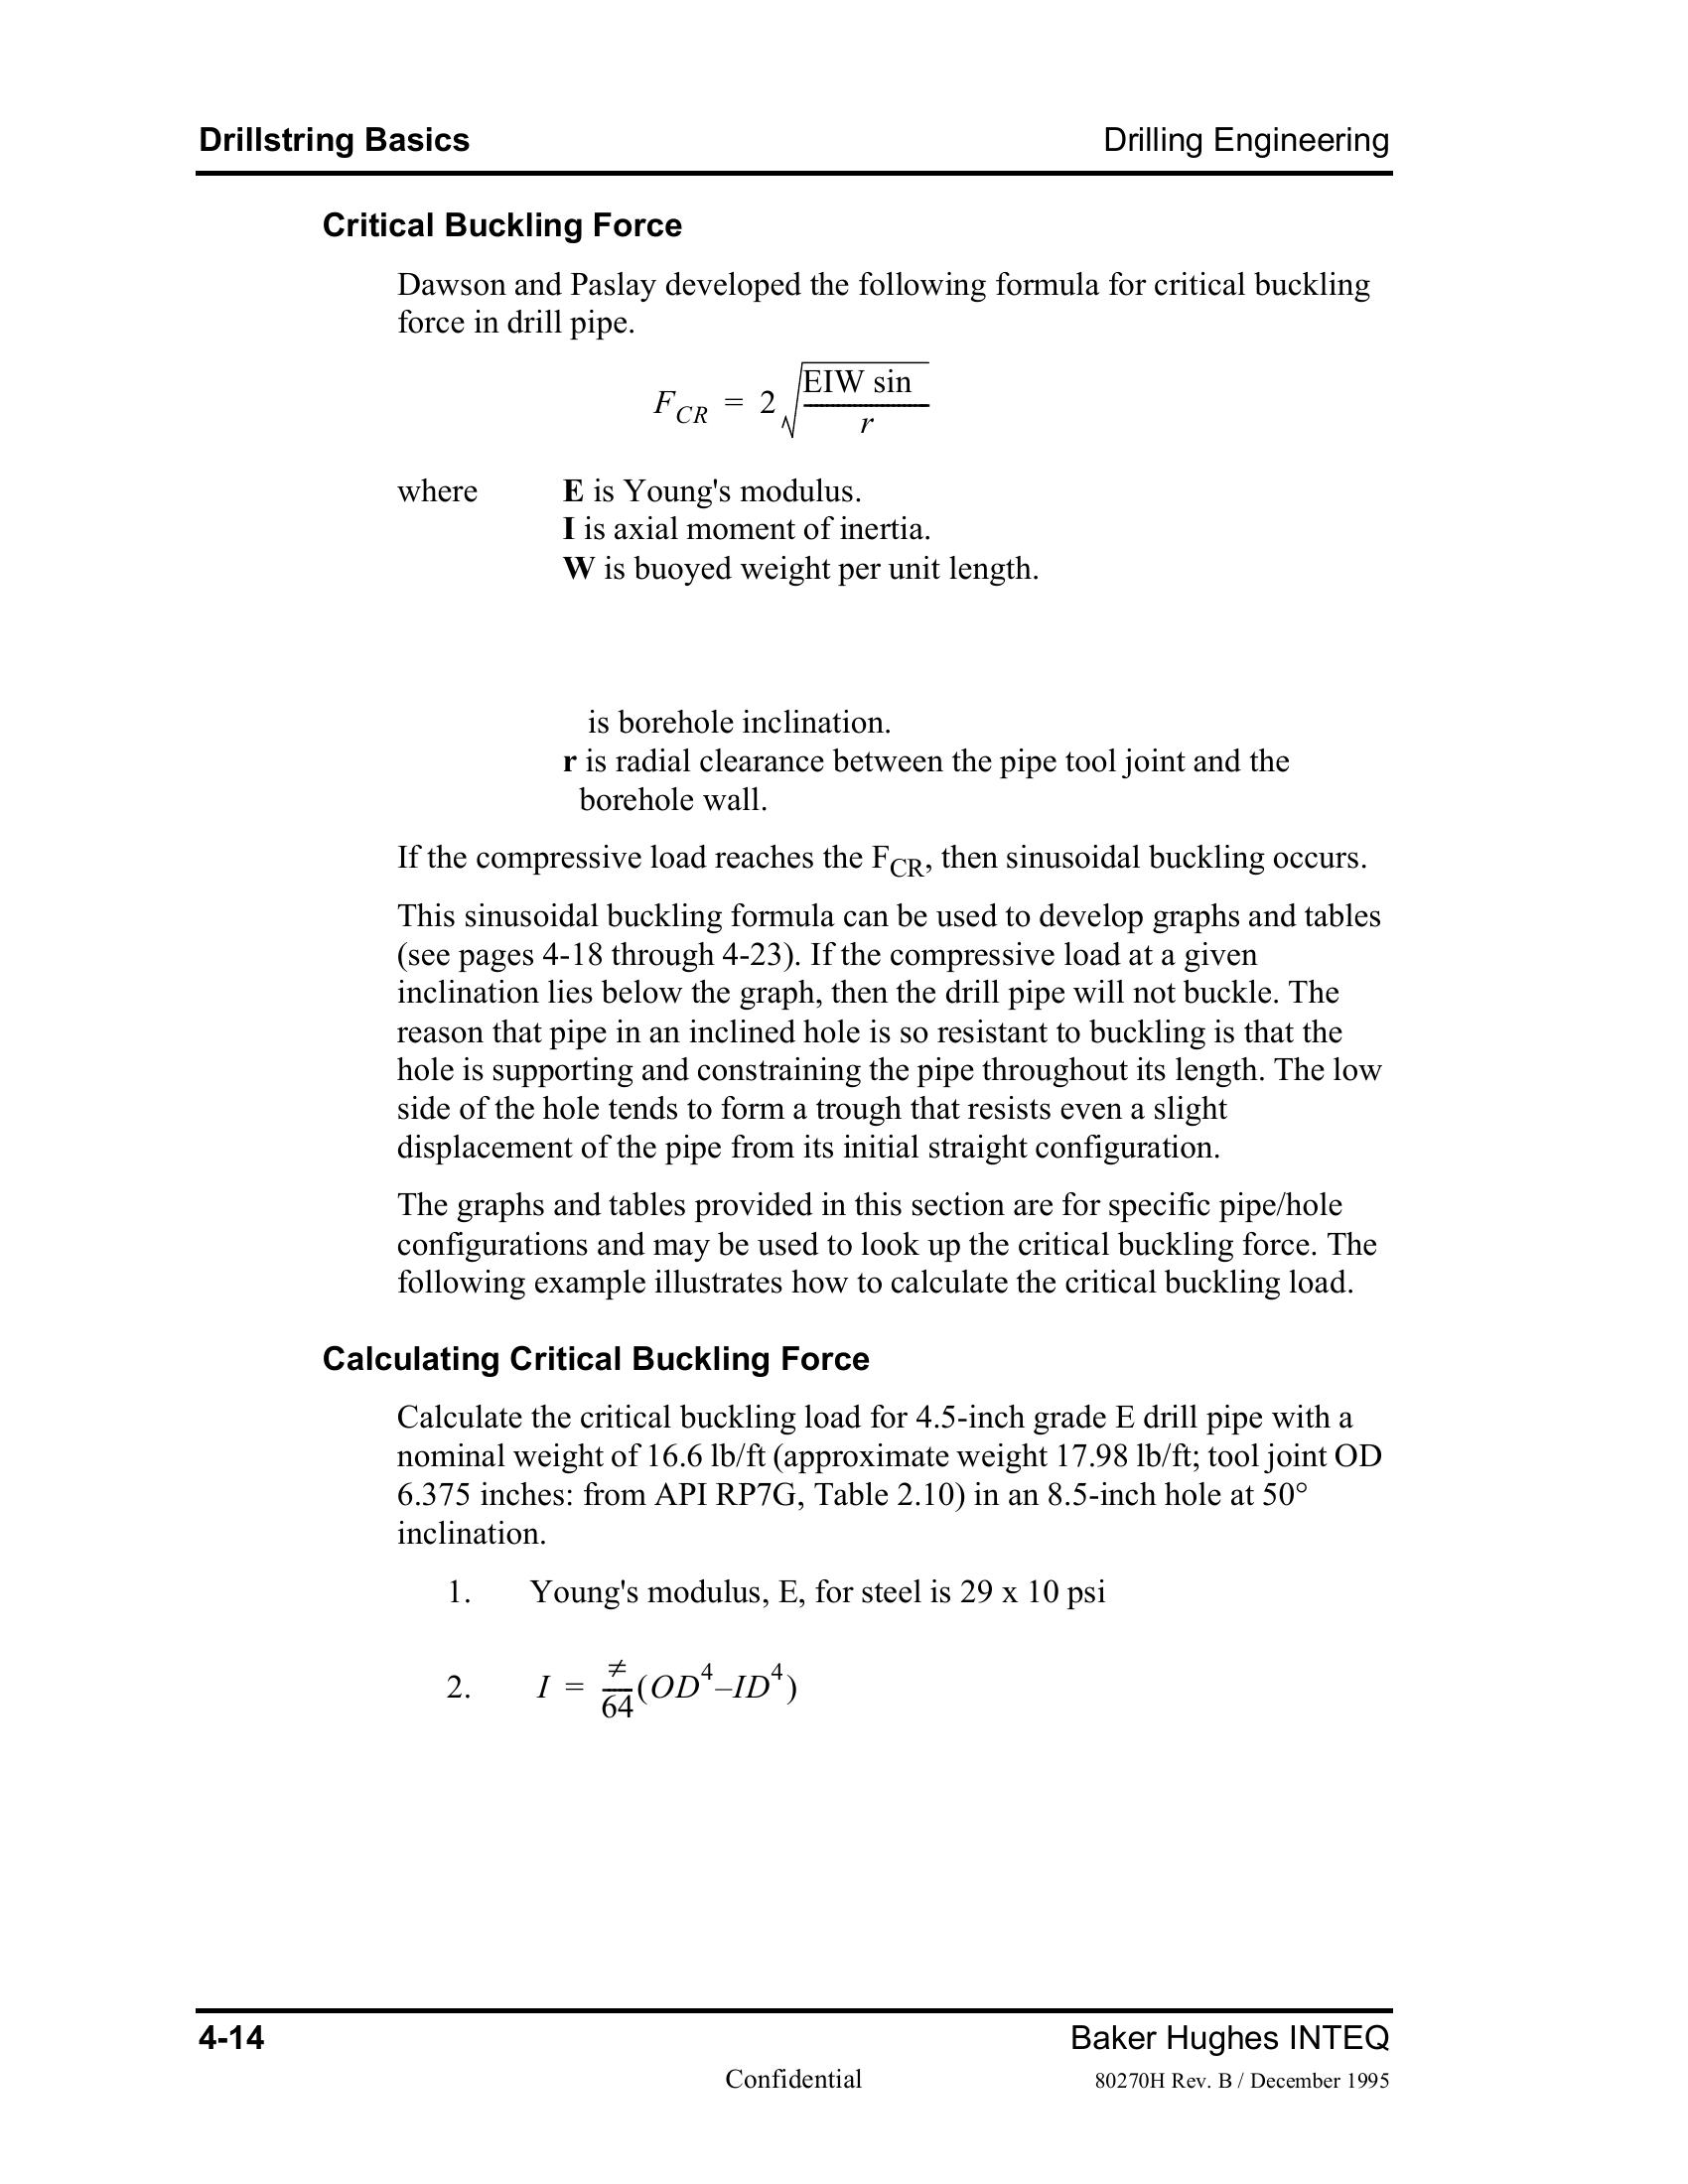 Drillstring Basics Drilling Engineering
Critical Buckling Force
Dawson and Paslay developed the following formula for critical buckling
force in drill pipe.
F_CR = 2√(EIW sin / r)
where E is Young's modulus.
I is axial moment of inertia.
W is buoyed weight per unit length.
is borehole inclination.
r is radial clearance between the pipe tool joint and the
borehole wall.
If the compressive load reaches the F_CR, then sinusoidal buckling occurs.
This sinusoidal buckling formula can be used to develop graphs and tables
(see pages 4-18 through 4-23). If the compressive load at a given
inclination lies below the graph, then the drill pipe will not buckle. The
reason that pipe in an inclined hole is so resistant to buckling is that the
hole is supporting and constraining the pipe throughout its length. The low
side of the hole tends to form a trough that resists even a slight
displacement of the pipe from its initial straight configuration.
The graphs and tables provided in this section are for specific pipe/hole
configurations and may be used to look up the critical buckling force. The
following example illustrates how to calculate the critical buckling load.
Calculating Critical Buckling Force
Calculate the critical buckling load for 4.5-inch grade E drill pipe with a
nominal weight of 16.6 lb/ft (approximate weight 17.98 lb/ft; tool joint OD
6.375 inches: from API RP7G, Table 2.10) in an 8.5-inch hole at 50°
inclination.
1. Young's modulus, E, for steel is 29 x 10 psi
2. I = ≠/64 (OD⁴–ID⁴)
4-14 Baker Hughes INTEQ
Confidential 80270H Rev. B / December 1995